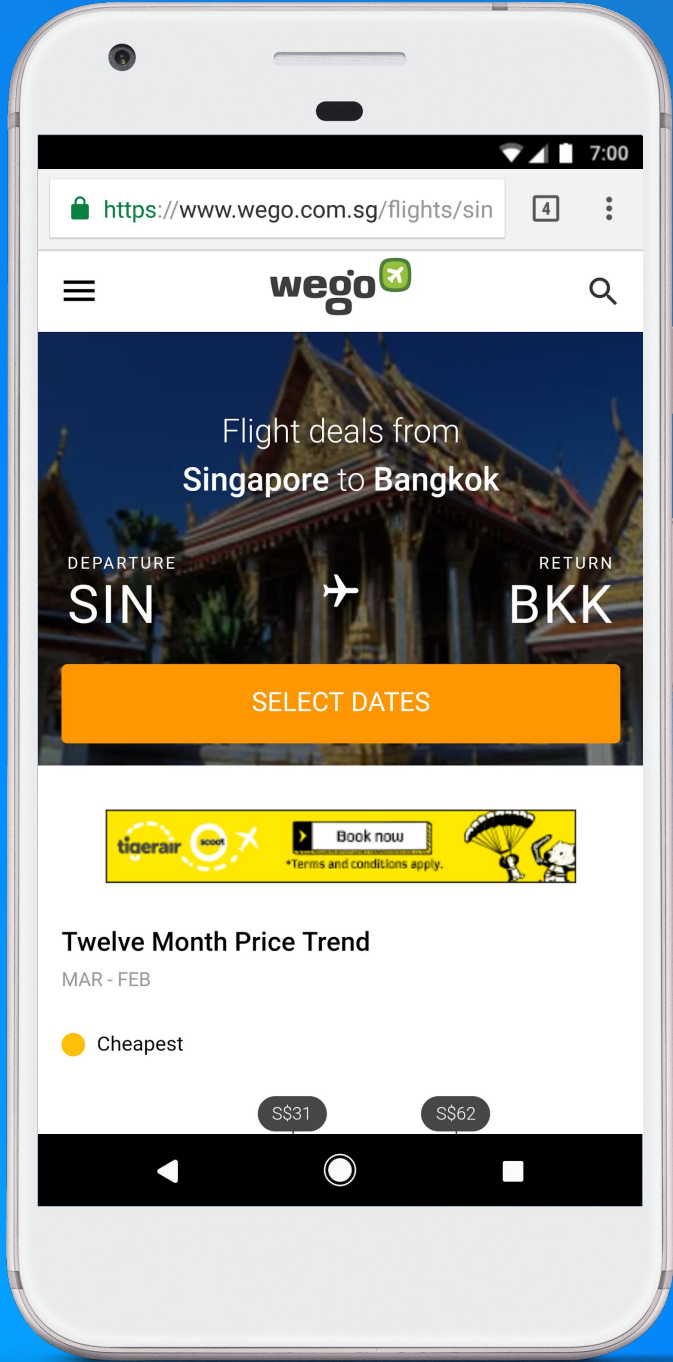 7:00
https://www.wego.com.sg/flights/sin
4
wego
Flight deals from
Singapore to Bangkok
DEPARTURE
RETURN
SIN
BKK
SELECT DATES
tigerair
scoot
Book now
*Terms and conditions apply.
Twelve Month Price Trend
MAR - FEB
Cheapest
S$31
S$62